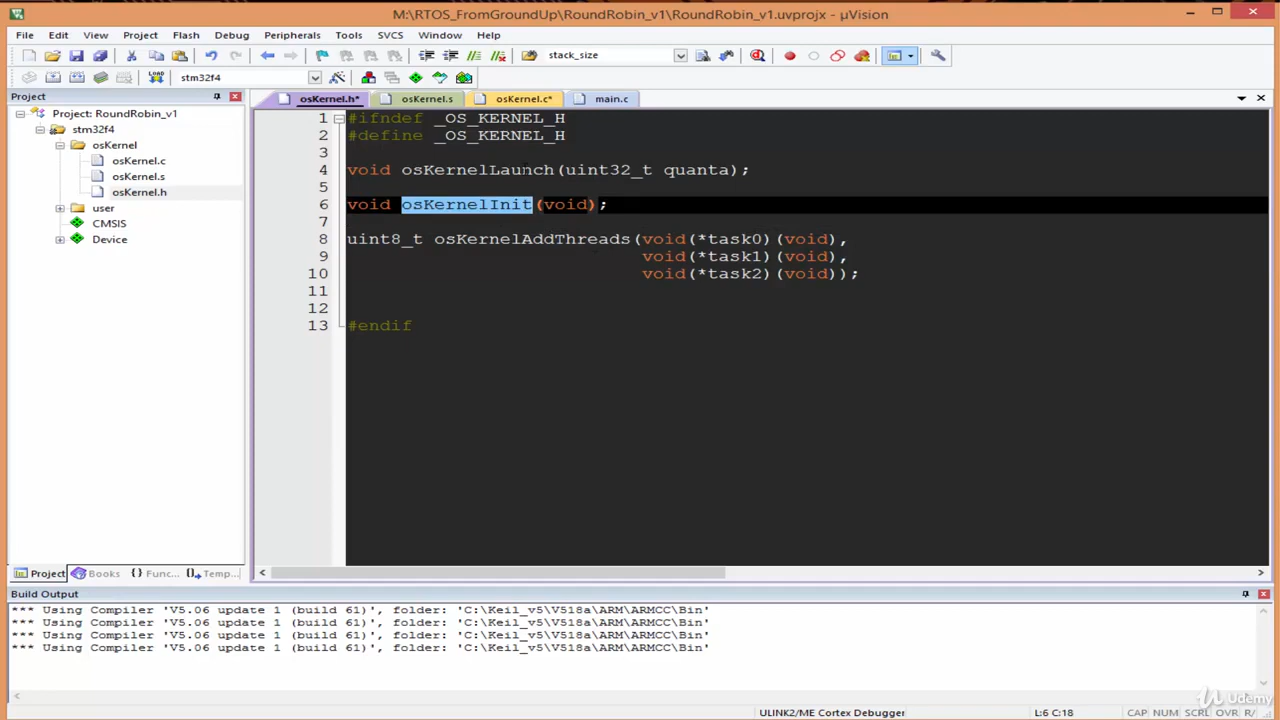 M:\RTOS_FromGroundUp\RoundRobin_v1\RoundRobin_v1.uvprojx - µVision
File Edit View Project Flash Debug Peripherals Tools SVCS Window Help
stack_size
LOAD stm32f4
Project
osKernel.h* osKernel.s osKernel.c* main.c
Project: RoundRobin_v1
stm32f4
osKernel
osKernel.c
osKernel.s
osKernel.h
user
CMSIS
Device
1 #ifndef _OS_KERNEL_H
2 #define _OS_KERNEL_H
3
4 void osKernelLaunch(uint32_t quanta);
5
6 void osKernelInit(void);
7
8 uint8_t osKernelAddThreads(void(*task0)(void),
9 void(*task1)(void),
10 void(*task2)(void));
11
12
13 #endif
Project Books {} Func... Temp...
Build Output
*** Using Compiler 'V5.06 update 1 (build 61)', folder: 'C:\Keil_v5\V518a\ARM\ARMCC\Bin'
*** Using Compiler 'V5.06 update 1 (build 61)', folder: 'C:\Keil_v5\V518a\ARM\ARMCC\Bin'
*** Using Compiler 'V5.06 update 1 (build 61)', folder: 'C:\Keil_v5\V518a\ARM\ARMCC\Bin'
*** Using Compiler 'V5.06 update 1 (build 61)', folder: 'C:\Keil_v5\V518a\ARM\ARMCC\Bin'
Udemy
ULINK2/ME Cortex Debugger L:6 C:18 CAP NUM SCRL OVR R/